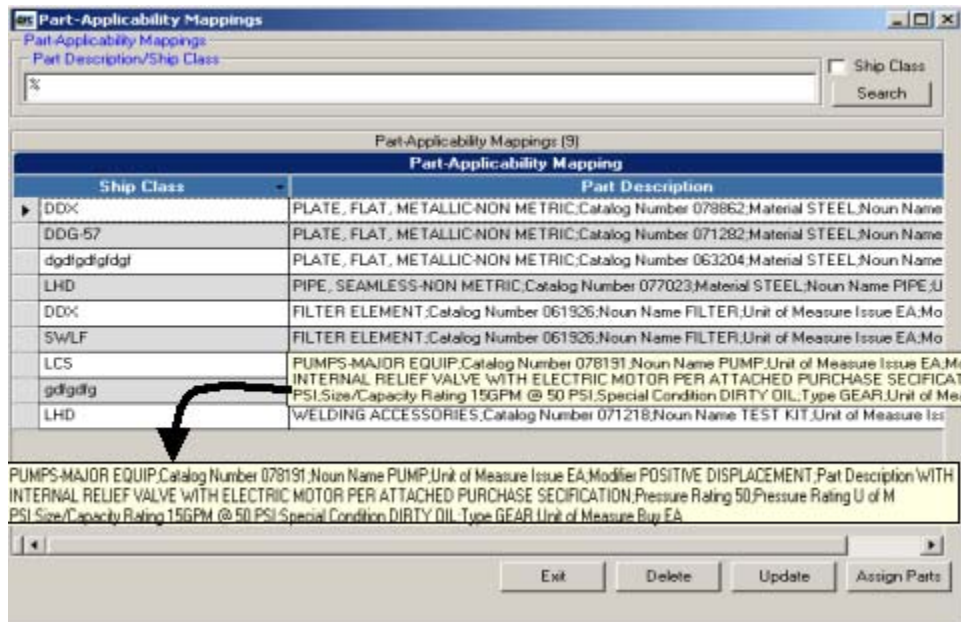 Part-Applicability Mappings
Part-Applicability Mappings
Part Description/Ship Class
Ship Class
%
Search
Part-Applicability Mappings (9)
Part-Applicability Mapping
Ship Class Part Description
DDX PLATE, FLAT, METALLIC-NON METRIC;Catalog Number 078862;Material STEEL;Noun Name
DDG-57 PLATE, FLAT, METALLIC-NON METRIC;Catalog Number 071282;Material STEEL;Noun Name
dgdfgdfgfdgf PLATE, FLAT, METALLIC-NON METRIC;Catalog Number 063204;Material STEEL;Noun Name
LHD PIPE, SEAMLESS-NON METRIC;Catalog Number 077023;Material STEEL;Noun Name PIPE;U
DDX FILTER ELEMENT;Catalog Number 061926;Noun Name FILTER;Unit of Measure Issue EA;Mo
SWLF FILTER ELEMENT;Catalog Number 061926;Noun Name FILTER;Unit of Measure Issue EA;Mo
LCS PUMPS-MAJOR EQUIP;Catalog Number 078191;Noun Name PUMP;Unit of Measure Issue EA;M
INTERNAL RELIEF VALVE WITH ELECTRIC MOTOR PER ATTACHED PURCHASE SECIFICAT
gdfgdfg PSI;Size/Capacity Rating 15GPM @ 50 PSI;Special Condition DIRTY OIL;Type GEAR;Unit of Mea
LHD WELDING ACCESSORIES;Catalog Number 071218;Noun Name TEST KIT;Unit of Measure Iss
PUMPS-MAJOR EQUIP;Catalog Number 078191;Noun Name PUMP;Unit of Measure Issue EA;Modifier POSITIVE DISPLACEMENT;Part Description WITH
INTERNAL RELIEF VALVE WITH ELECTRIC MOTOR PER ATTACHED PURCHASE SECIFICATION;Pressure Rating 50;Pressure Rating U of M
PSI;Size/Capacity Rating 15GPM @ 50 PSI;Special Condition DIRTY OIL;Type GEAR;Unit of Measure Buy EA
Exit Delete Update Assign Parts